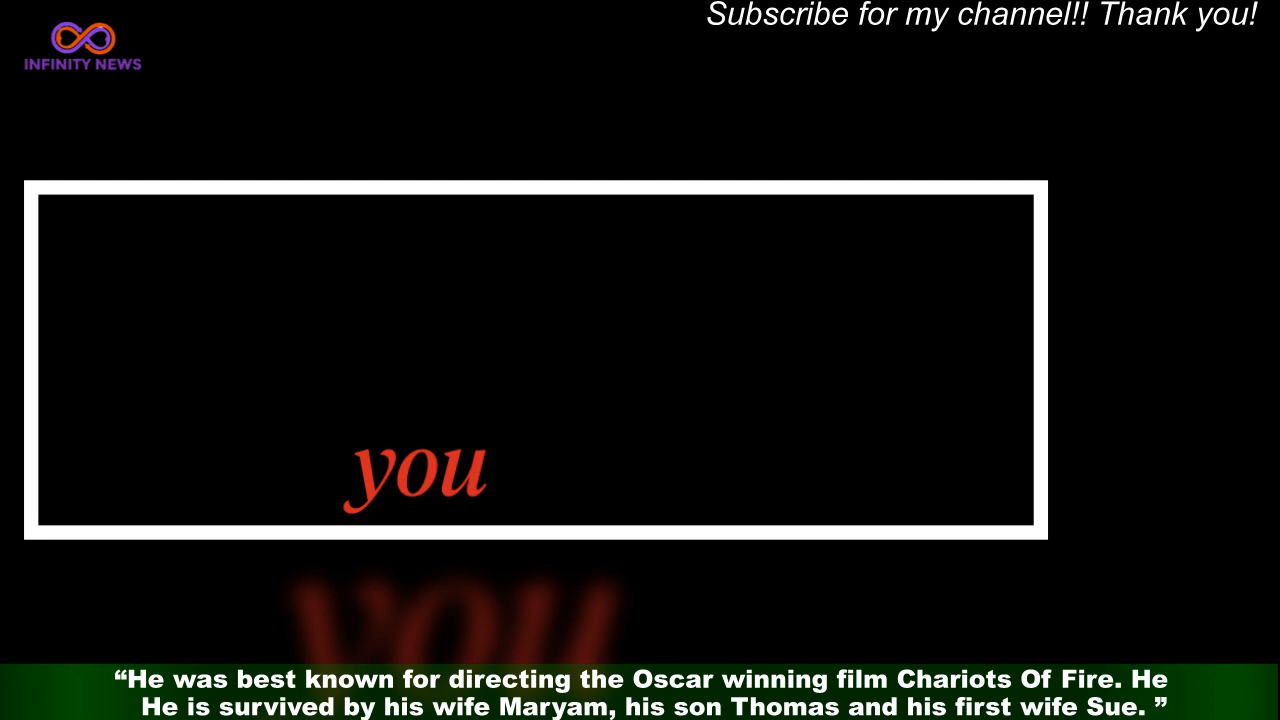 Subscribe for my channel!! Thank you!
INFINITY NEWS
you
you
“He was best known for directing the Oscar winning film Chariots Of Fire. He
He is survived by his wife Maryam, his son Thomas and his first wife Sue. ”